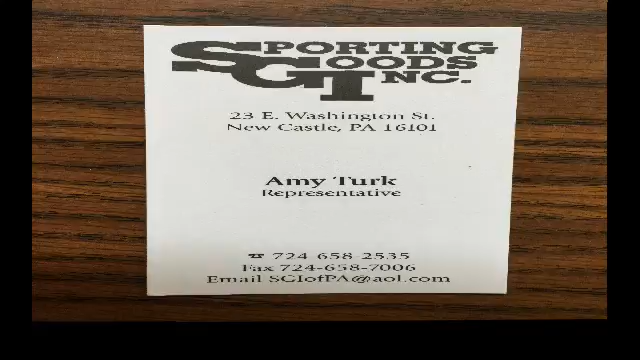 SPORTING
GOODS
INC.
23 E. Washington St.
New Castle, PA 16101
Amy Turk
Representative
☎ 724-658-2535
Fax 724-658-7006
Email SGIofPA@aol.com